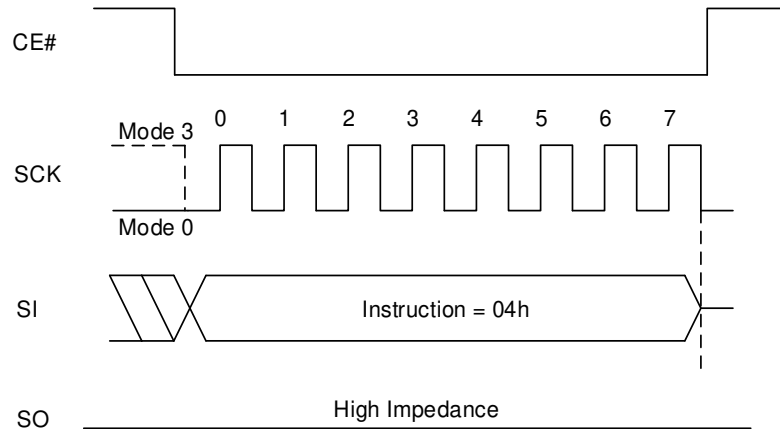 CE#
0 1 2 3 4 5 6 7
Mode 3
SCK
Mode 0
SI
Instruction = 04h
High Impedance
SO